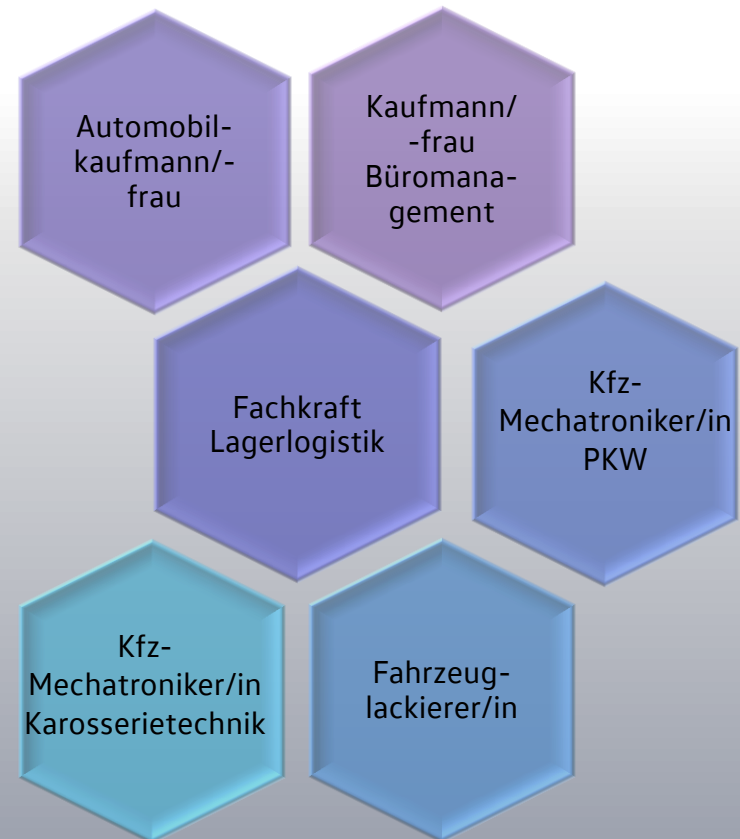 Automobil-
kaufmann/-
frau
Kaufmann/
-frau
Büromana-
gement
Fachkraft
Lagerlogistik
Kfz-
Mechatroniker/in
PKW
Kfz-
Mechatroniker/in
Karosserietechnik
Fahrzeug-
lackierer/in